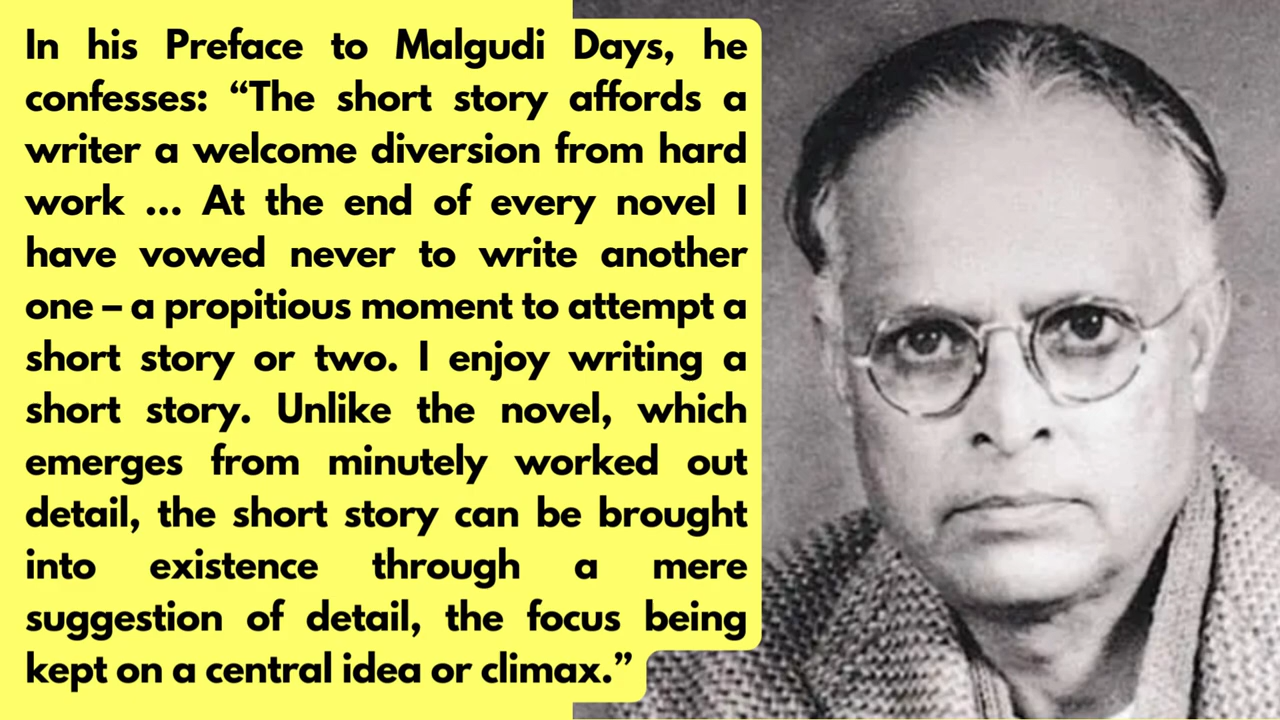 In his Preface to Malgudi Days, he
confesses: “The short story affords a
writer a welcome diversion from hard
work ... At the end of every novel I
have vowed never to write another
one – a propitious moment to attempt a
short story or two. I enjoy writing a
short story. Unlike the novel, which
emerges from minutely worked out
detail, the short story can be brought
into existence through a mere
suggestion of detail, the focus being
kept on a central idea or climax.”